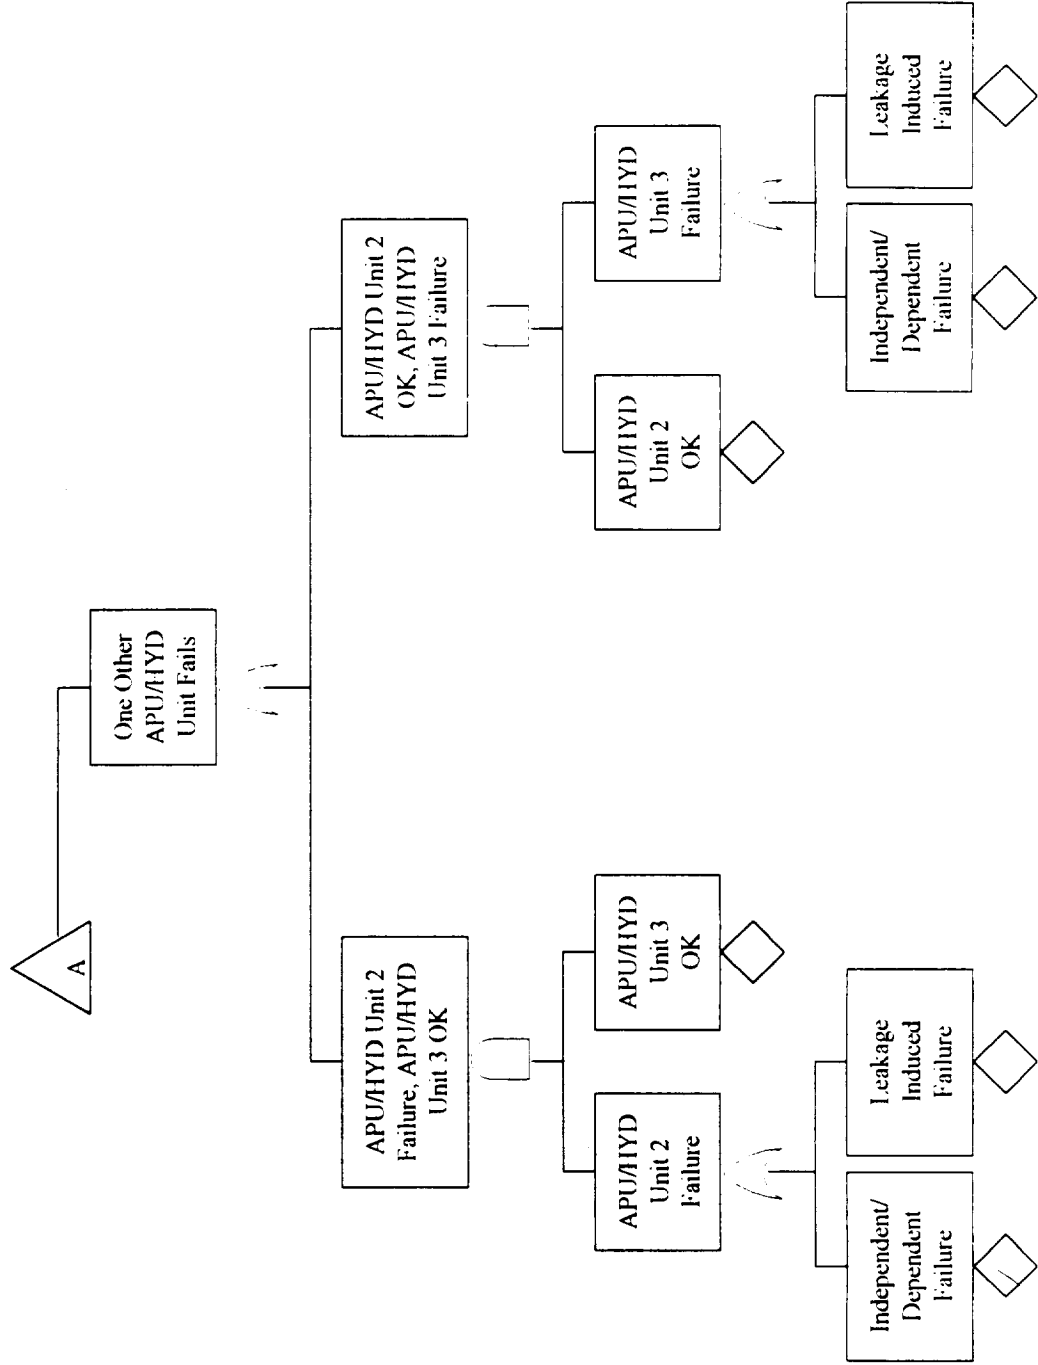 A
One Other
APU/HYD
Unit Fails
APU/HYD Unit 2
Failure, APU/HYD
Unit 3 OK
APU/HYD Unit 2
OK, APU/HYD
Unit 3 Failure
APU/HYD
Unit 2
Failure
APU/HYD
Unit 3
OK
APU/HYD
Unit 2
OK
APU/HYD
Unit 3
Failure
Independent/
Dependent
Failure
Leakage
Induced
Failure
Independent/
Dependent
Failure
Leakage
Induced
Failure